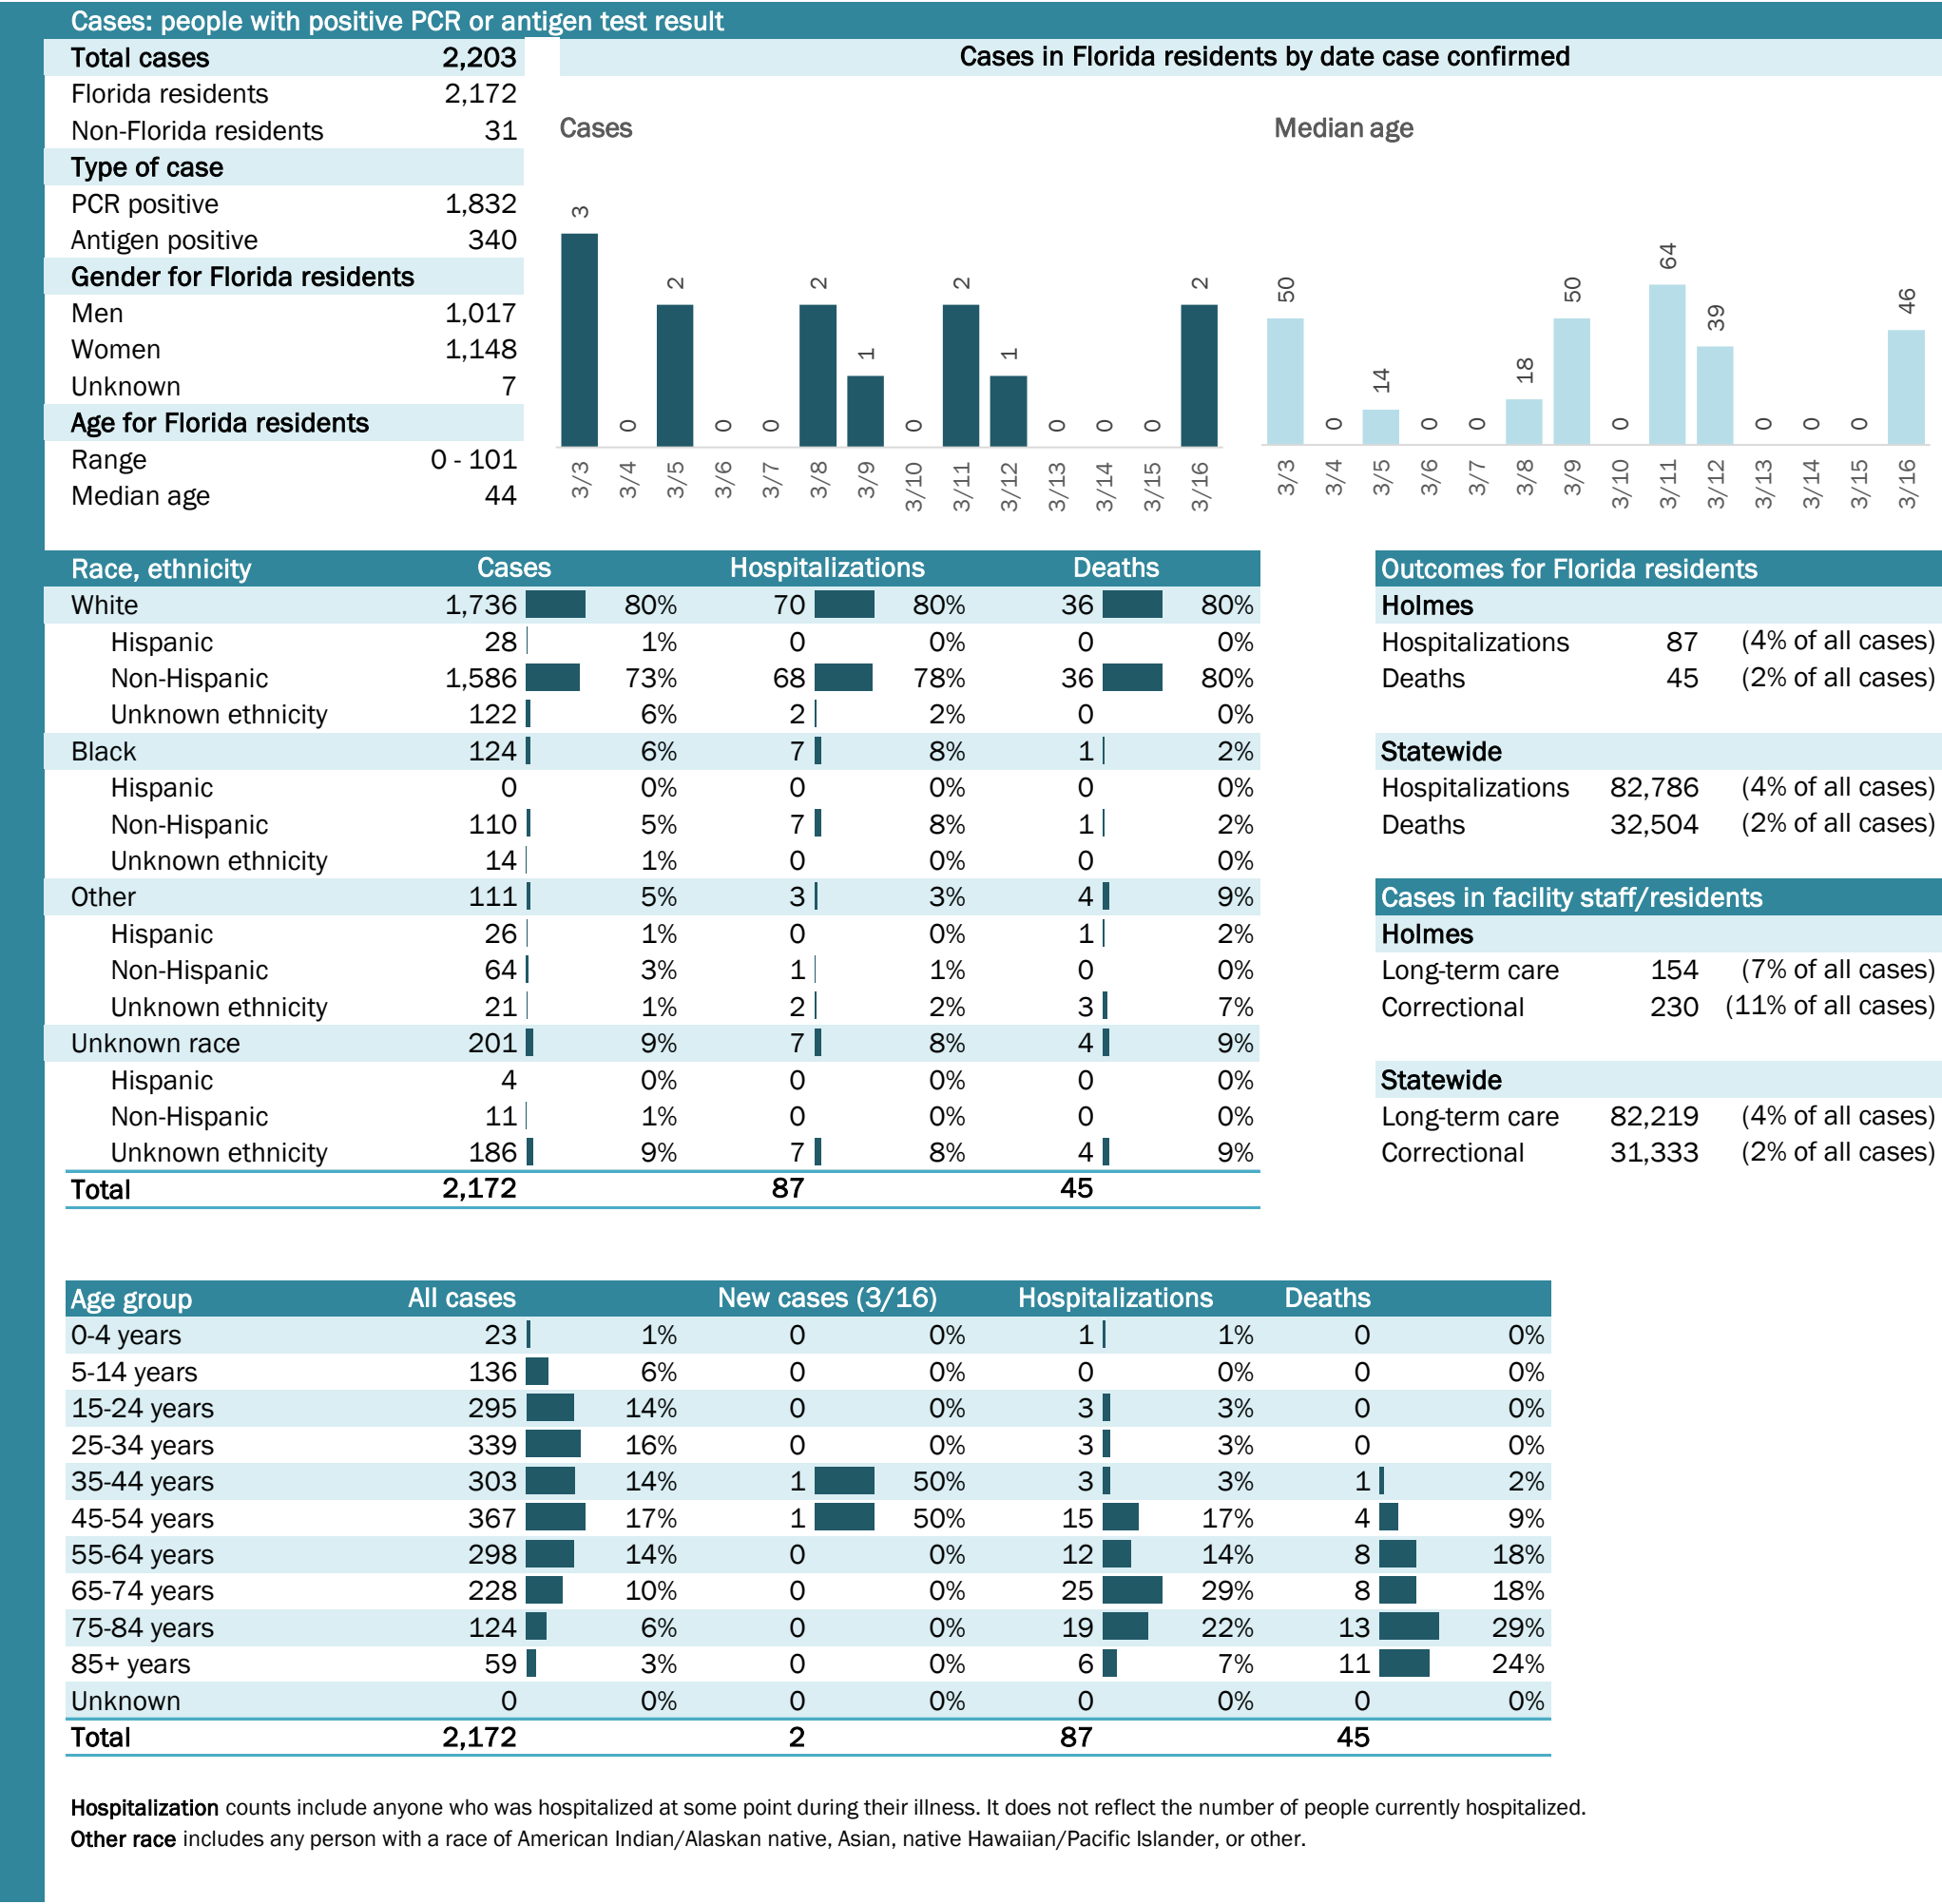 Cases: people with positive PCR or antigen test result
Total cases 2,203
Florida residents 2,172
Non-Florida residents 31
Type of case
PCR positive 1,832
Antigen positive 340
Gender for Florida residents
Men 1,017
Women 1,148
Unknown 7
Age for Florida residents
Range 0 - 101
Median age 44
Cases in Florida residents by date case confirmed
Cases
3 0 2 0 0 2 1 0 2 1 0 0 0 2
3/3 3/4 3/5 3/6 3/7 3/8 3/9 3/10 3/11 3/12 3/13 3/14 3/15 3/16
Median age
50 0 14 0 0 18 50 0 64 39 0 0 0 46
3/3 3/4 3/5 3/6 3/7 3/8 3/9 3/10 3/11 3/12 3/13 3/14 3/15 3/16
Race, ethnicity Cases Hospitalizations Deaths
White 1,736 80% 70 80% 36 80%
Hispanic 28 1% 0 0% 0 0%
Non-Hispanic 1,586 73% 68 78% 36 80%
Unknown ethnicity 122 6% 2 2% 0 0%
Black 124 6% 7 8% 1 2%
Hispanic 0 0% 0 0% 0 0%
Non-Hispanic 110 5% 7 8% 1 2%
Unknown ethnicity 14 1% 0 0% 0 0%
Other 111 5% 3 3% 4 9%
Hispanic 26 1% 0 0% 1 2%
Non-Hispanic 64 3% 1 1% 0 0%
Unknown ethnicity 21 1% 2 2% 3 7%
Unknown race 201 9% 7 8% 4 9%
Hispanic 4 0% 0 0% 0 0%
Non-Hispanic 11 1% 0 0% 0 0%
Unknown ethnicity 186 9% 7 8% 4 9%
Total 2,172 87 45
Outcomes for Florida residents
Holmes
Hospitalizations 87 (4% of all cases)
Deaths 45 (2% of all cases)
Statewide
Hospitalizations 82,786 (4% of all cases)
Deaths 32,504 (2% of all cases)
Cases in facility staff/residents
Holmes
Long-term care 154 (7% of all cases)
Correctional 230 (11% of all cases)
Statewide
Long-term care 82,219 (4% of all cases)
Correctional 31,333 (2% of all cases)
Age group All cases New cases (3/16) Hospitalizations Deaths
0-4 years 23 1% 0 0% 1 1% 0 0%
5-14 years 136 6% 0 0% 0 0% 0 0%
15-24 years 295 14% 0 0% 3 3% 0 0%
25-34 years 339 16% 0 0% 3 3% 0 0%
35-44 years 303 14% 1 50% 3 3% 1 2%
45-54 years 367 17% 1 50% 15 17% 4 9%
55-64 years 298 14% 0 0% 12 14% 8 18%
65-74 years 228 10% 0 0% 25 29% 8 18%
75-84 years 124 6% 0 0% 19 22% 13 29%
85+ years 59 3% 0 0% 6 7% 11 24%
Unknown 0 0% 0 0% 0 0% 0 0%
Total 2,172 2 87 45
Hospitalization counts include anyone who was hospitalized at some point during their illness. It does not reflect the number of people currently hospitalized.
Other race includes any person with a race of American Indian/Alaskan native, Asian, native Hawaiian/Pacific Islander, or other.